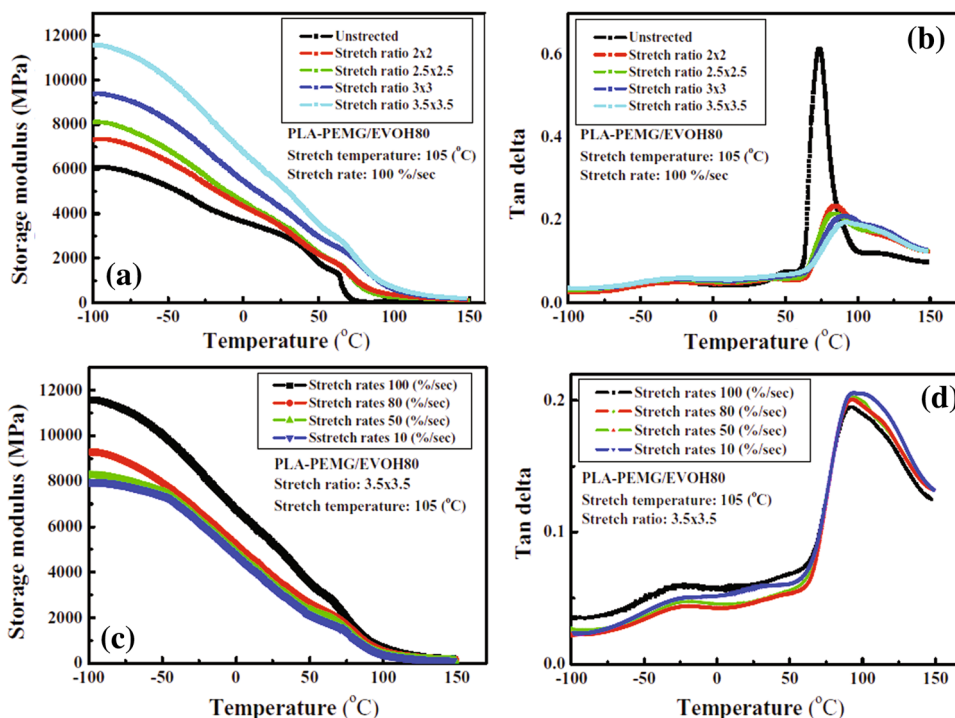 12000
10000
8000
6000
4000
2000
0
Storage modulus (MPa)
Unstrected
Stretch ratio 2x2
Stretch ratio 2.5x2.5
Stretch ratio 3x3
Stretch ratio 3.5x3.5
PLA-PEMG/EVOH80
Stretch temperature: 105 (°C)
Stretch rate: 100 %/sec
(a)
-100 -50 0 50 100 150
Temperature (°C)
0.6
0.4
0.2
0.0
Tan delta
Unstrected
Stretch ratio 2x2
Stretch ratio 2.5x2.5
Stretch ratio 3x3
Stretch ratio 3.5x3.5
(b)
PLA-PEMG/EVOH80
Stretch temperature: 105 (°C)
Stretch rate: 100 %/sec
-100 -50 0 50 100 150
Temperature (°C)
12000
10000
8000
6000
4000
2000
0
Storage modulus (MPa)
Stretch rates 100 (%/sec)
Stretch rates 80 (%/sec)
Stretch rates 50 (%/sec)
Sstretch rates 10 (%/sec)
PLA-PEMG/EVOH80
Stretch ratio: 3.5x3.5
Stretch temperature: 105 (°C)
(c)
-100 -50 0 50 100 150
Temperature (°C)
0.2
0.1
0.0
Tan delta
Stretch rates 100 (%/sec)
Stretch rates 80 (%/sec)
Stretch rates 50 (%/sec)
Stretch rates 10 (%/sec)
(d)
PLA-PEMG/EVOH80
Stretch temperature: 105 (°C)
Stretch ratio: 3.5x3.5
-100 -50 0 50 100 150
Temperature (°C)